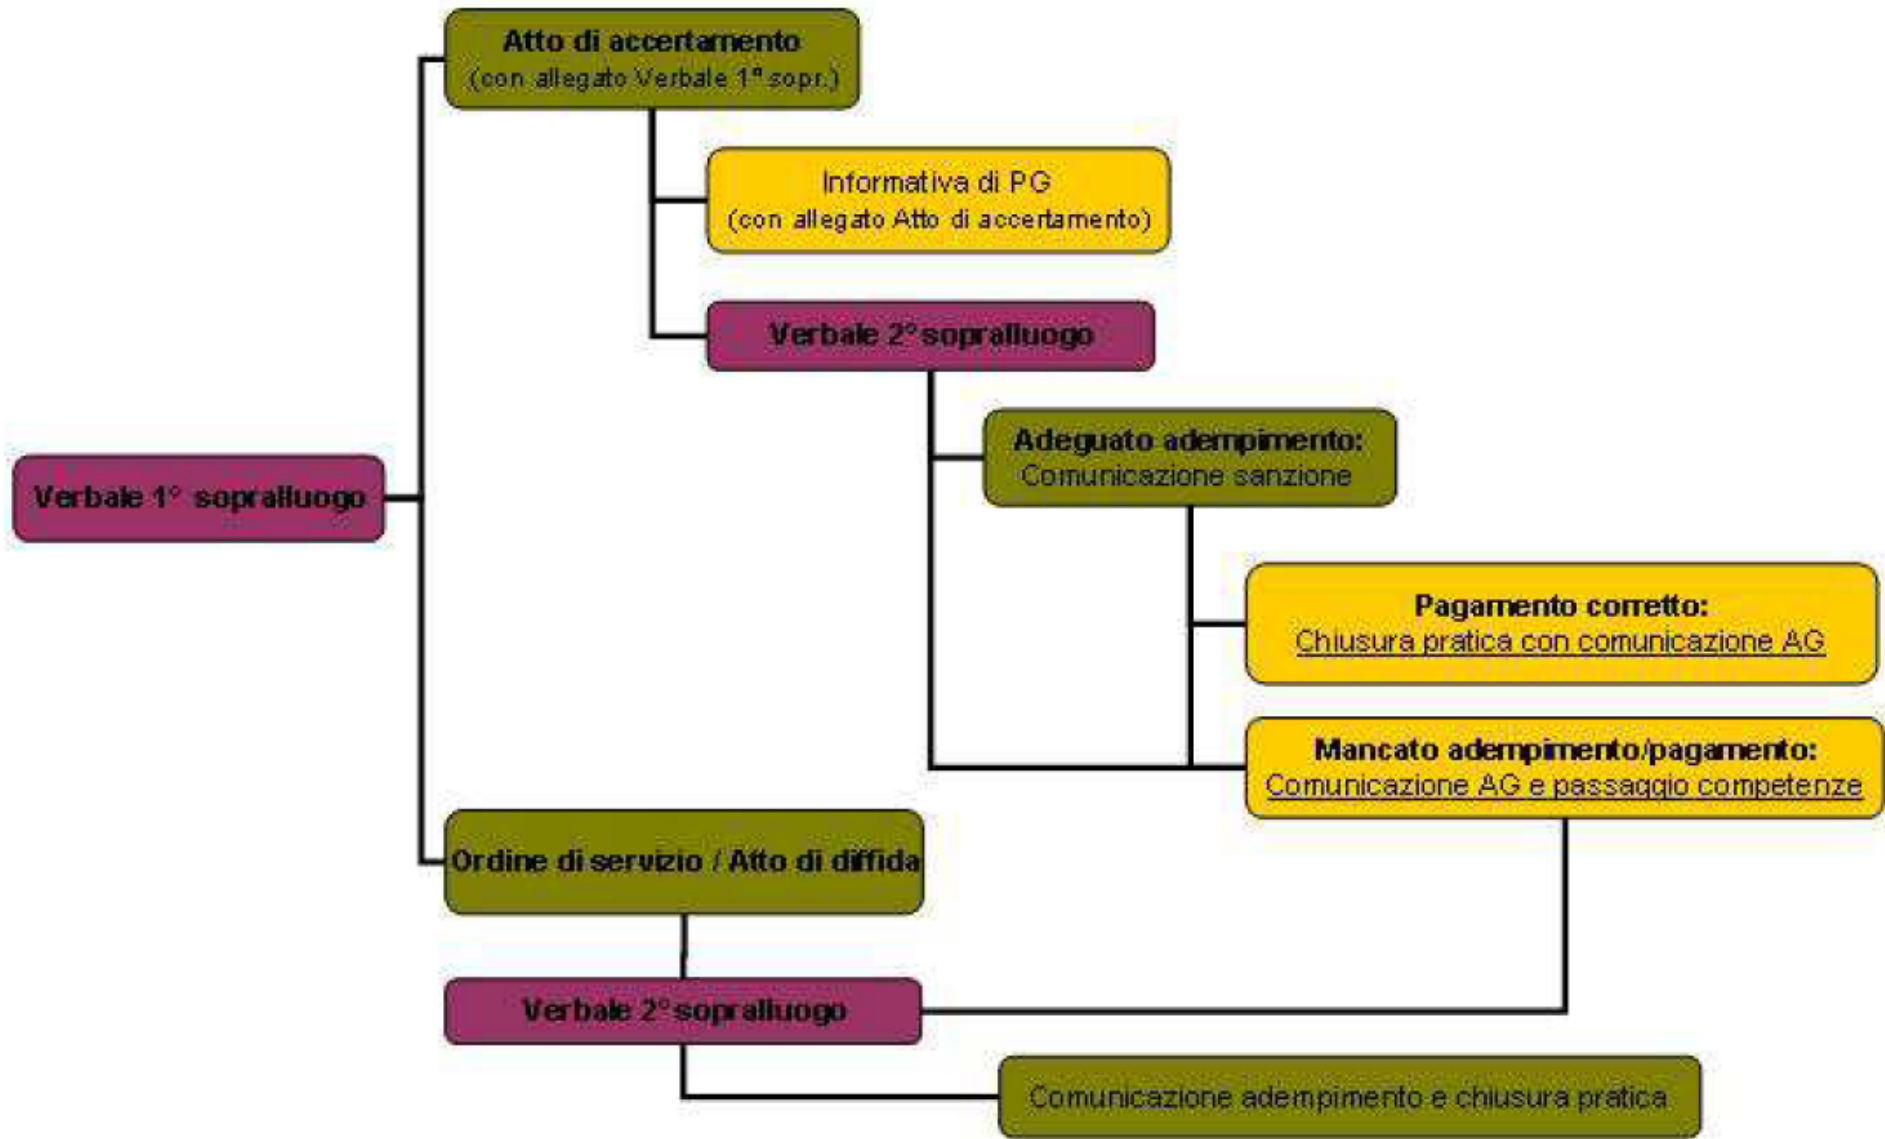 Atto di accertamento
(con allegato Verbale 1° sopr.)
Informativa di PG
(con allegato Atto di accertamento)
Verbale 2° sopralluogo
Adeguato adempimento:
Comunicazione sanzione
Verbale 1° sopralluogo
Pagamento corretto:
Chiusura pratica con comunicazione AG
Mancato adempimento/pagamento:
Comunicazione AG e passaggio competenze
Ordine di servizio / Atto di diffida
Verbale 2° sopralluogo
Comunicazione adempimento e chiusura pratica